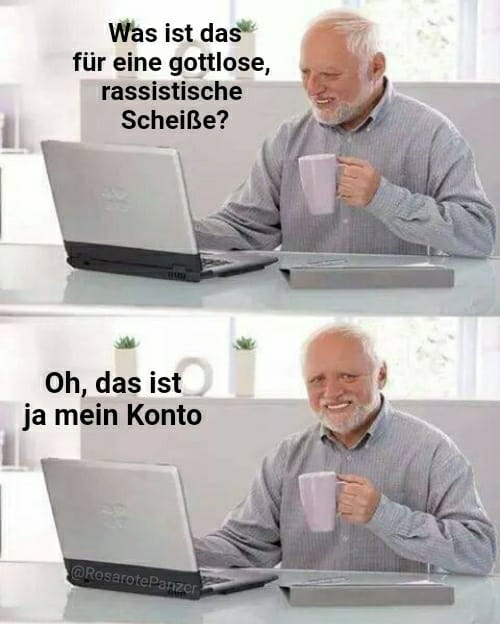 Was ist das
für eine gottlose,
rassistische
Scheiße?
Oh, das ist
ja mein Konto
@RosarotePanzer